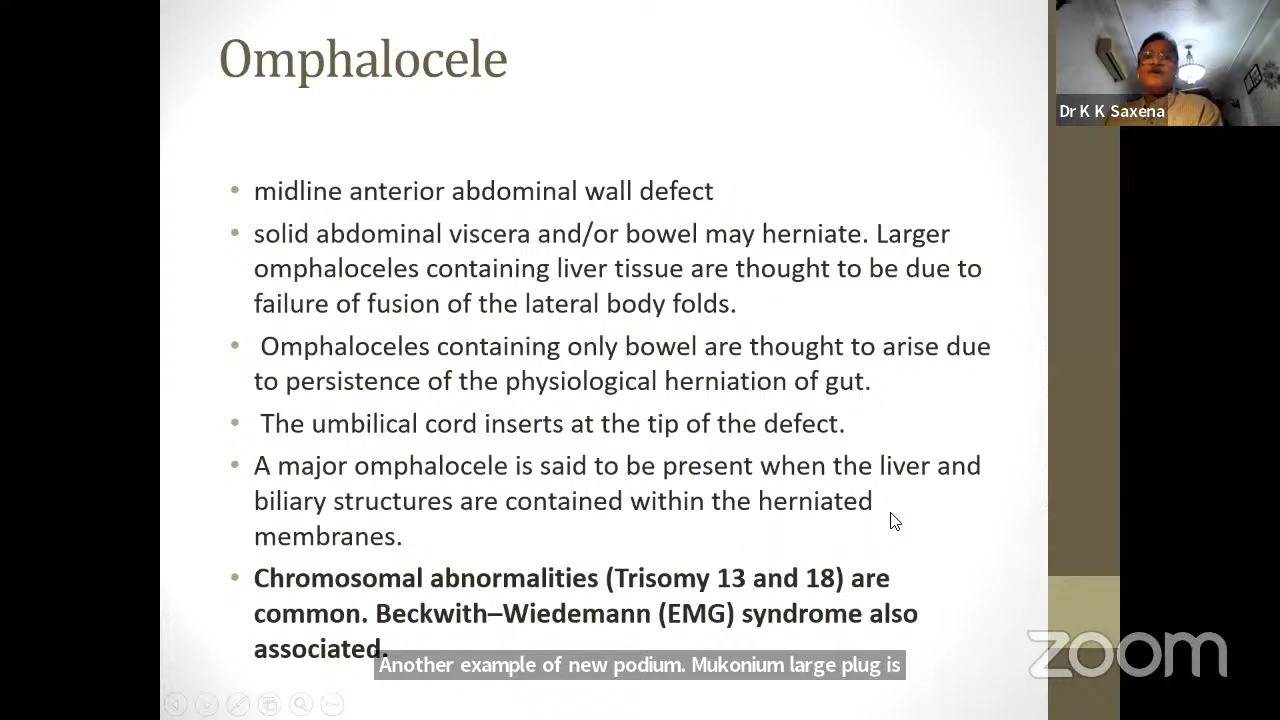 Omphalocele
Dr K K Saxena
• midline anterior abdominal wall defect
• solid abdominal viscera and/or bowel may herniate. Larger
omphaloceles containing liver tissue are thought to be due to
failure of fusion of the lateral body folds.
• Omphaloceles containing only bowel are thought to arise due
to persistence of the physiological herniation of gut.
• The umbilical cord inserts at the tip of the defect.
• A major omphalocele is said to be present when the liver and
biliary structures are contained within the herniated
membranes.
• Chromosomal abnormalities (Trisomy 13 and 18) are
common. Beckwith–Wiedemann (EMG) syndrome also
associated.
Another example of new podium. Mukonium large plug is
zoom